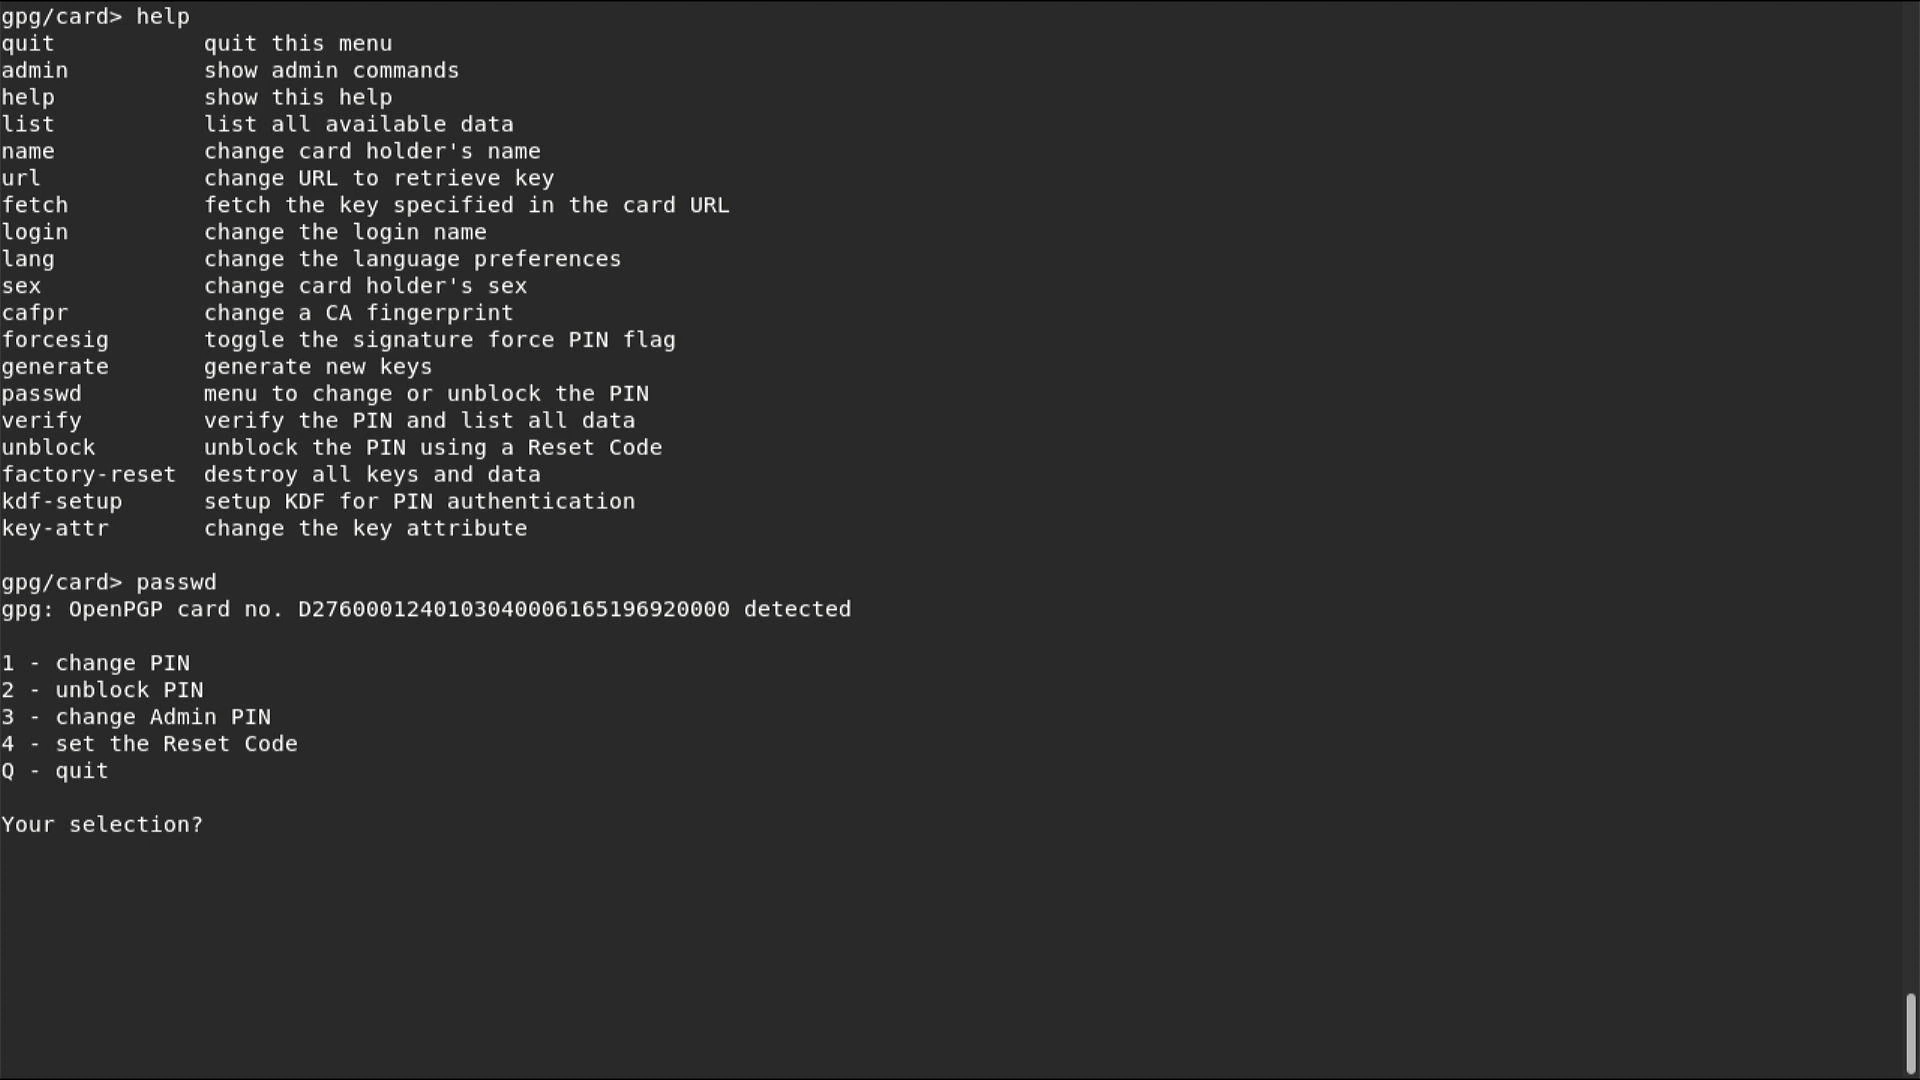 gpg/card> help
quit           quit this menu
admin          show admin commands
help           show this help
list           list all available data
name           change card holder's name
url            change URL to retrieve key
fetch          fetch the key specified in the card URL
login          change the login name
lang           change the language preferences
sex            change card holder's sex
cafpr          change a CA fingerprint
forcesig       toggle the signature force PIN flag
generate       generate new keys
passwd         menu to change or unblock the PIN
verify         verify the PIN and list all data
unblock        unblock the PIN using a Reset Code
factory-reset  destroy all keys and data
kdf-setup      setup KDF for PIN authentication
key-attr       change the key attribute

gpg/card> passwd
gpg: OpenPGP card no. D2760001240103040006165196920000 detected

1 - change PIN
2 - unblock PIN
3 - change Admin PIN
4 - set the Reset Code
Q - quit

Your selection?